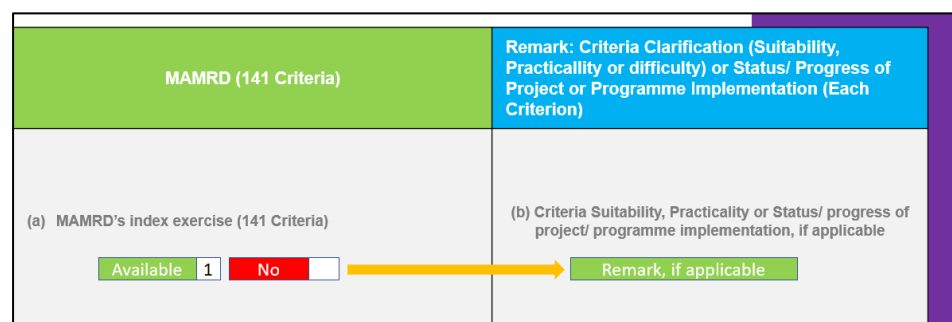 MAMRD (141 Criteria)
Remark: Criteria Clarification (Suitability,
Practicallity or difficulty) or Status/ Progress of
Project or Programme Implementation (Each
Criterion)
(a) MAMRD's index exercise (141 Criteria)
Available 1 No
(b) Criteria Suitability, Practicality or Status/ progress of
project/ programme implementation, if applicable
Remark, if applicable